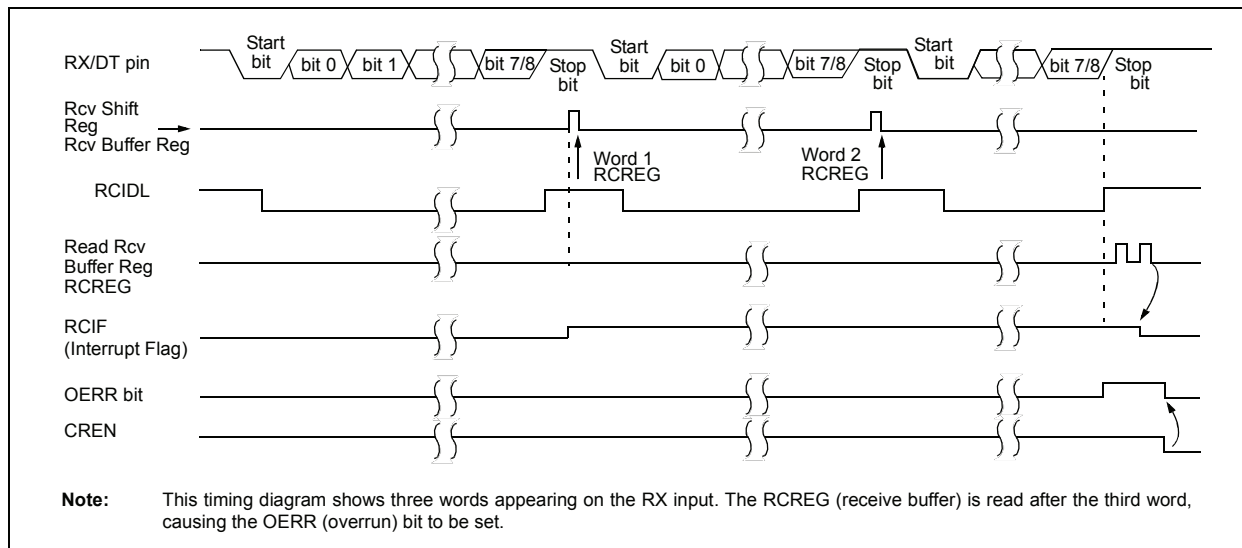 RX/DT pin
Start
bit
bit 0
bit 1
bit 7/8
Stop
bit
Start
bit
bit 0
bit 7/8
Stop
bit
Start
bit
bit 7/8
Stop
bit
Rcv Shift
Reg
Rcv Buffer Reg
Word 1
RCREG
Word 2
RCREG
RCIDL
Read Rcv
Buffer Reg
RCREG
RCIF
(Interrupt Flag)
OERR bit
CREN
Note: This timing diagram shows three words appearing on the RX input. The RCREG (receive buffer) is read after the third word,
causing the OERR (overrun) bit to be set.